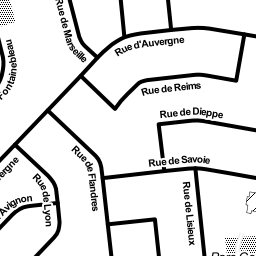 Rue de Marseille
Rue d'Auvergne
Fontainebleau
Rue de Reims
Rue de Dieppe
Rue de Savoie
Rue de Flandres
Rue de Lyon
Avignon
Rue de Lisieux